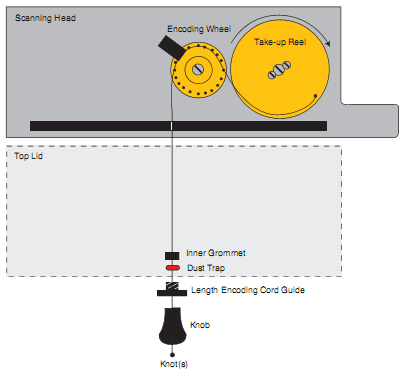 Scanning Head
Encoding Wheel
Take-up Reel
Top Lid
Inner Grommet
Dust Trap
Length Encoding Cord Guide
Knob
Knot(s)